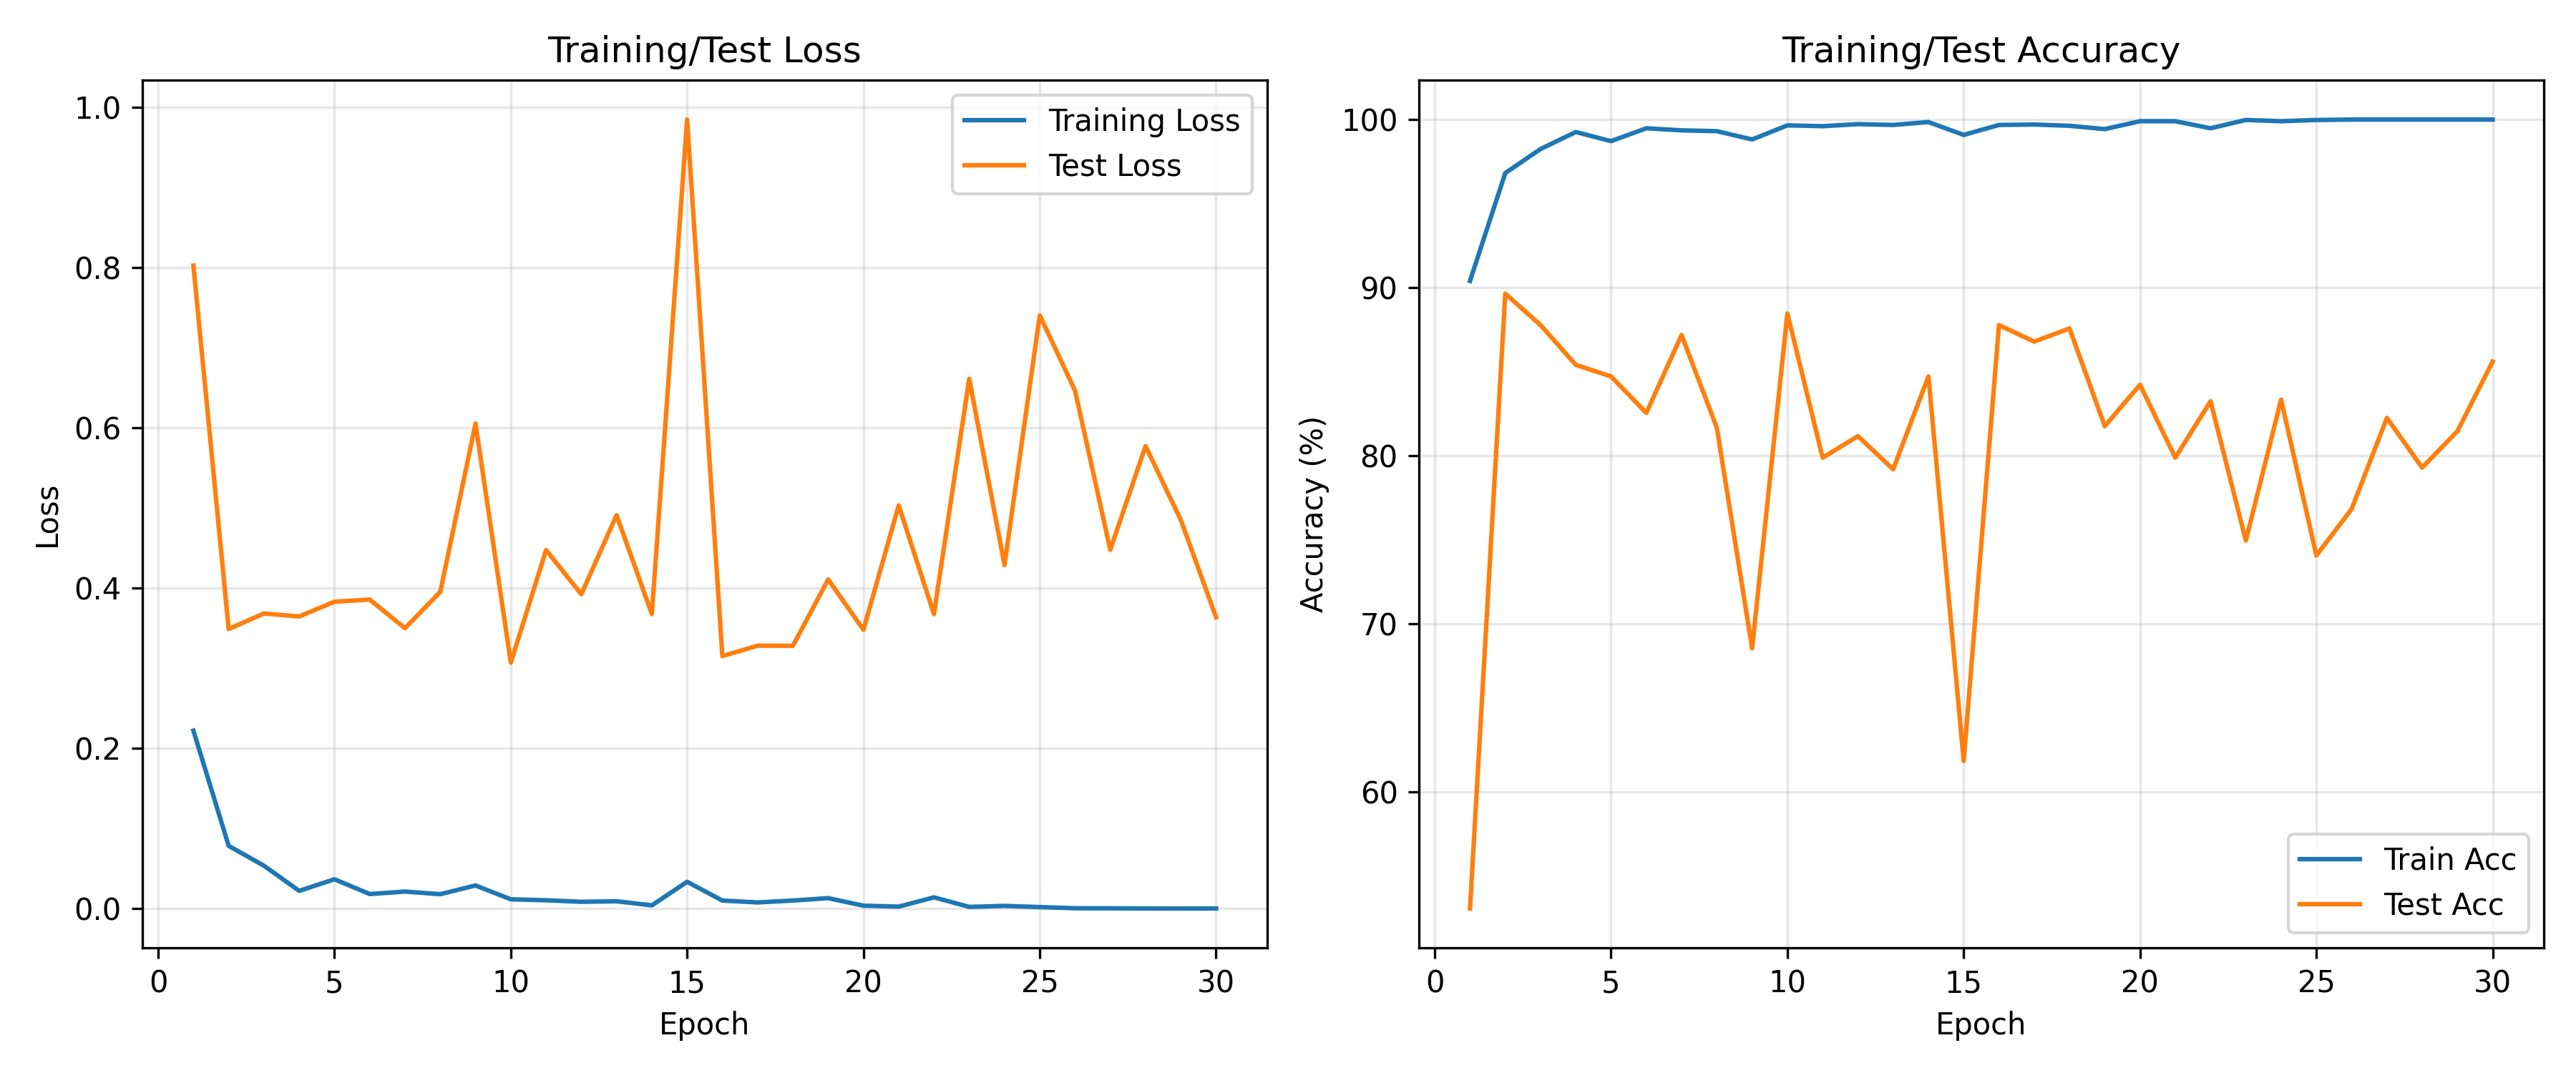 Training/Test Loss
1.0
0.8
0.6
0.4
0.2
0.0
Loss
0 5 10 15 20 25 30
Epoch
Training Loss
Test Loss
Training/Test Accuracy
100
90
80
70
60
Accuracy (%)
0 5 10 15 20 25 30
Epoch
Train Acc
Test Acc